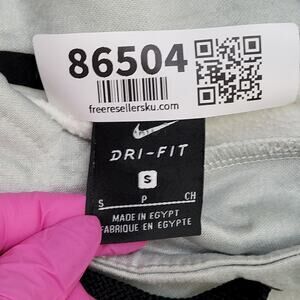 86504
freeresellersku.com
DRI-FIT
S
S P CH
MADE IN EGYPT
FABRIQUE EN EGYPTE